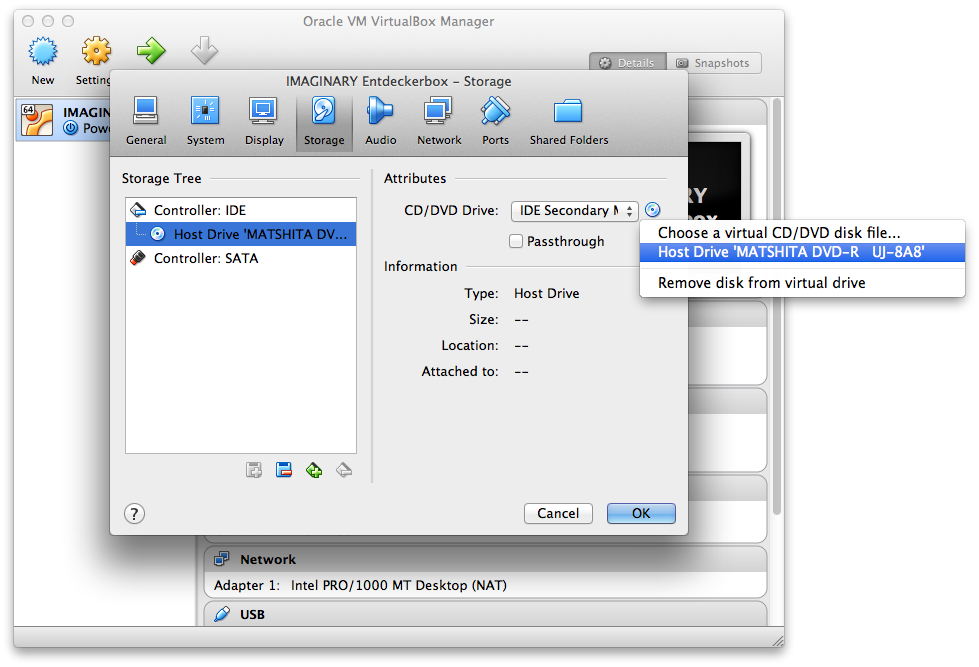 Oracle VM VirtualBox Manager
New
Setting
Details
Snapshots
64
IMAGIN
Powe
IMAGINARY Entdeckerbox – Storage
General
System
Display
Storage
Audio
Network
Ports
Shared Folders
Storage Tree
Controller: IDE
Host Drive 'MATSHITA DV...
Controller: SATA
Attributes
CD/DVD Drive:
IDE Secondary M
Passthrough
Information
Type: Host Drive
Size: --
Location: --
Attached to: --
RY
Choose a virtual CD/DVD disk file...
Host Drive 'MATSHITA DVD-R   UJ-8A8'
Remove disk from virtual drive
?
Cancel
OK
Network
Adapter 1: Intel PRO/1000 MT Desktop (NAT)
USB